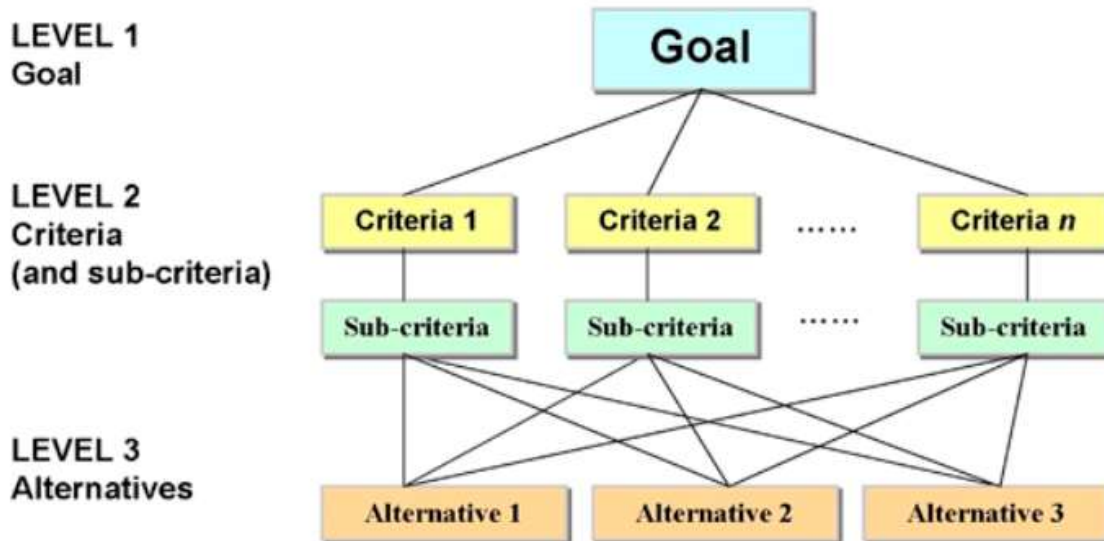 LEVEL 1
Goal
Goal
LEVEL 2
Criteria
(and sub-criteria)
Criteria 1
Criteria 2
......
Criteria n
Sub-criteria
Sub-criteria
......
Sub-criteria
LEVEL 3
Alternatives
Alternative 1
Alternative 2
Alternative 3